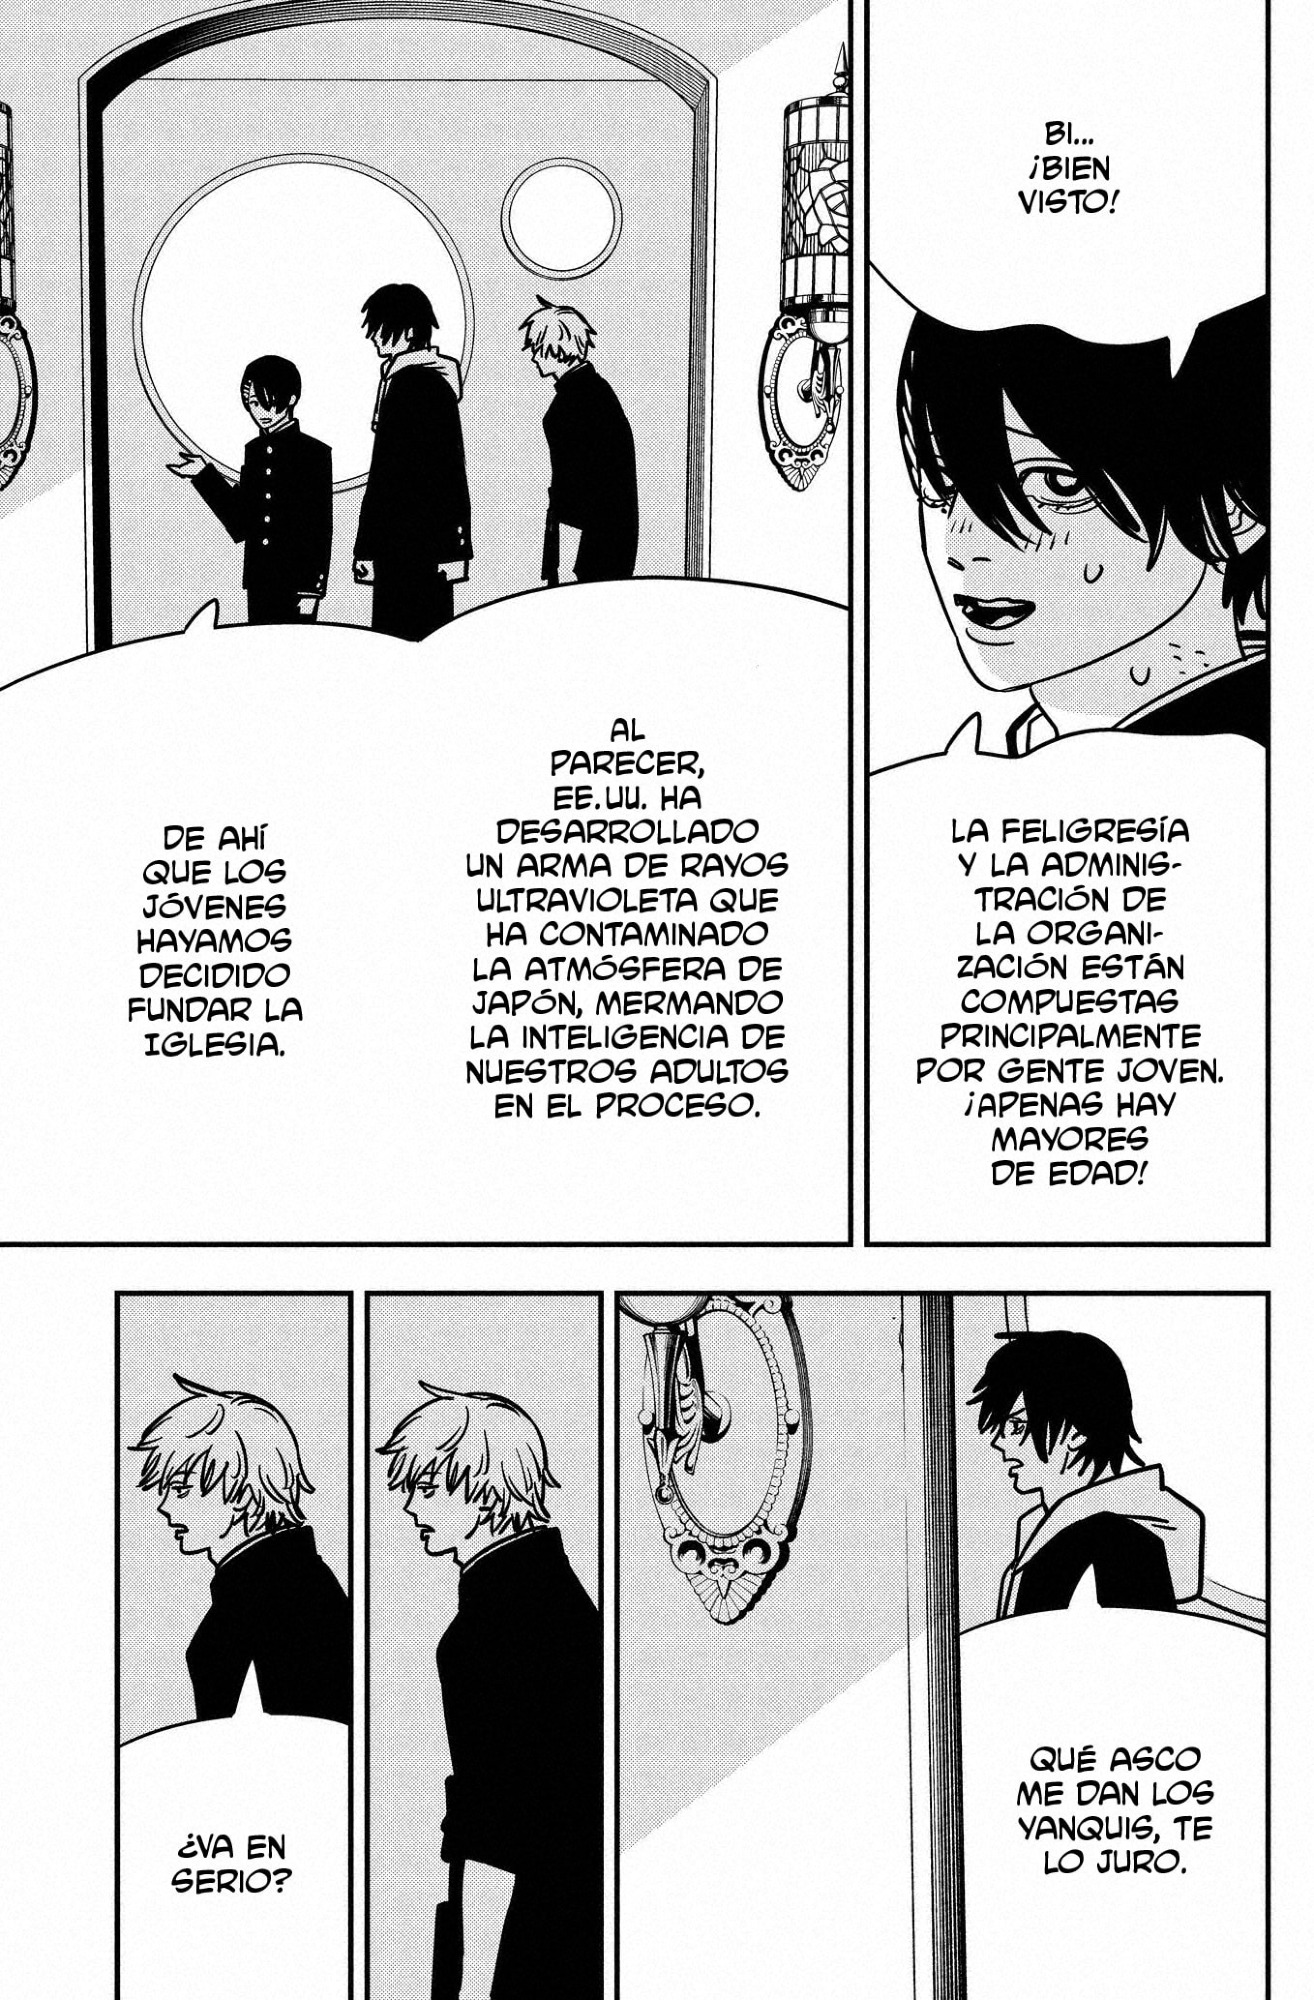 BI...
¡BIEN
VISTO!
LA FELIGRESÍA
Y LA ADMINIS-
TRACIÓN DE
LA ORGANI-
ZACIÓN ESTÁN
COMPUESTAS
PRINCIPALMENTE
POR GENTE JOVEN.
¡APENAS HAY
MAYORES
DE EDAD!
AL
PARECER,
EE.UU. HA
DESARROLLADO
UN ARMA DE RAYOS
ULTRAVIOLETA QUE
HA CONTAMINADO
LA ATMÓSFERA DE
JAPÓN, MERMANDO
LA INTELIGENCIA DE
NUESTROS ADULTOS
EN EL PROCESO.
DE AHÍ
QUE LOS
JÓVENES
HAYAMOS
DECIDIDO
FUNDAR LA
IGLESIA.
QUÉ ASCO
ME DAN LOS
YANQUIS, TE
LO JURO.
¿VA EN
SERIO?